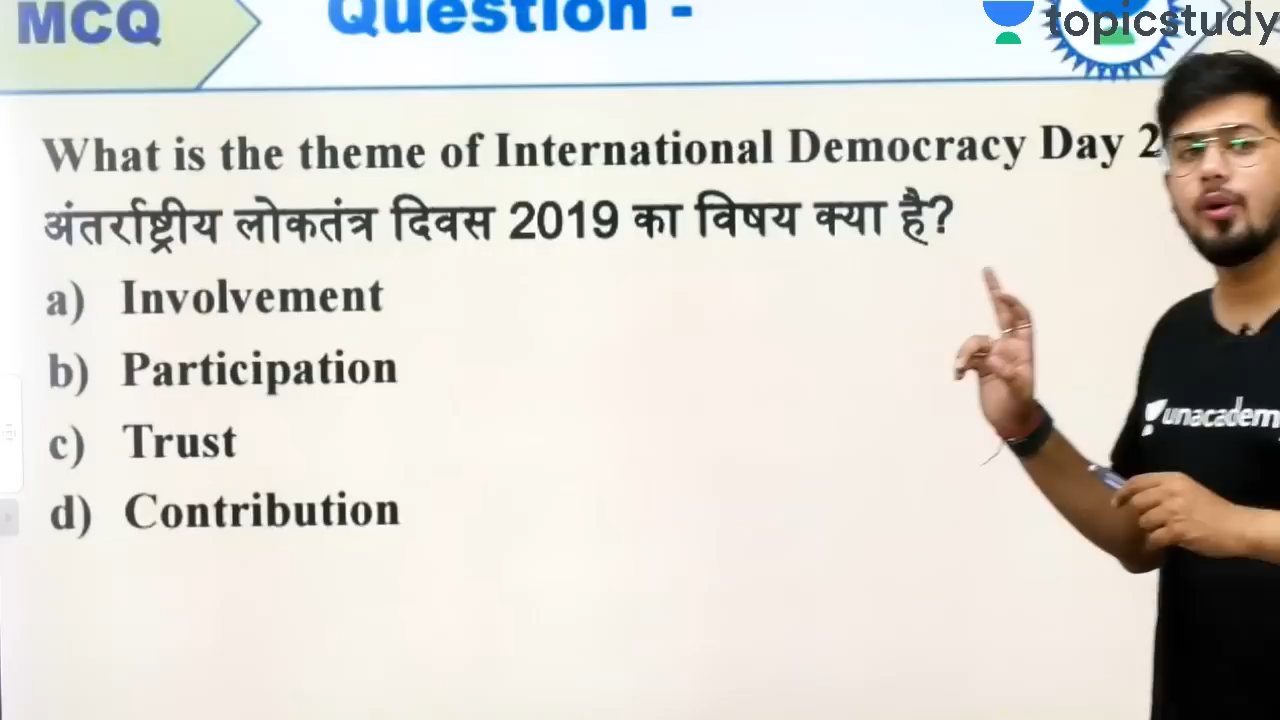 MCQ
Question -
topicstudy
What is the theme of International Democracy Day 2
अंतर्राष्ट्रीय लोकतंत्र दिवस 2019 का विषय क्या है?
a) Involvement
b) Participation
c) Trust
d) Contribution
unacadem